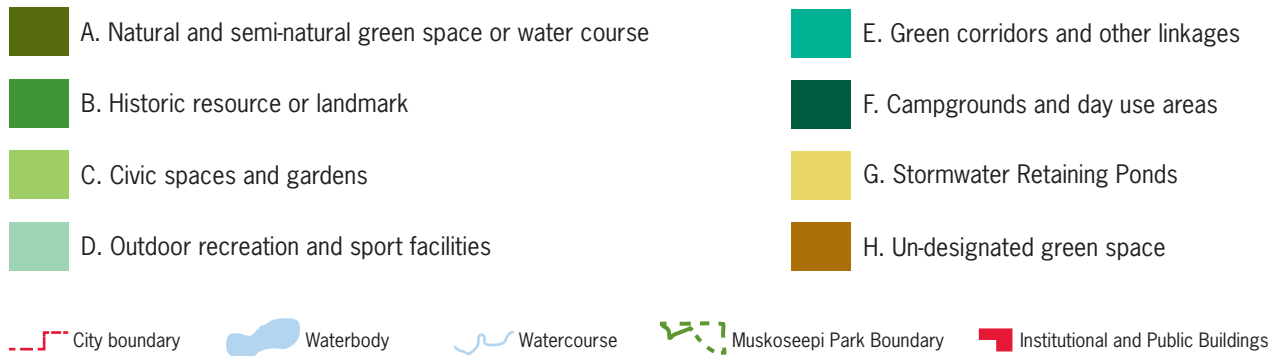 A. Natural and semi-natural green space or water course
B. Historic resource or landmark
C. Civic spaces and gardens
D. Outdoor recreation and sport facilities
E. Green corridors and other linkages
F. Campgrounds and day use areas
G. Stormwater Retaining Ponds
H. Un-designated green space
City boundary
Waterbody
Watercourse
Muskoseepi Park Boundary
Institutional and Public Buildings